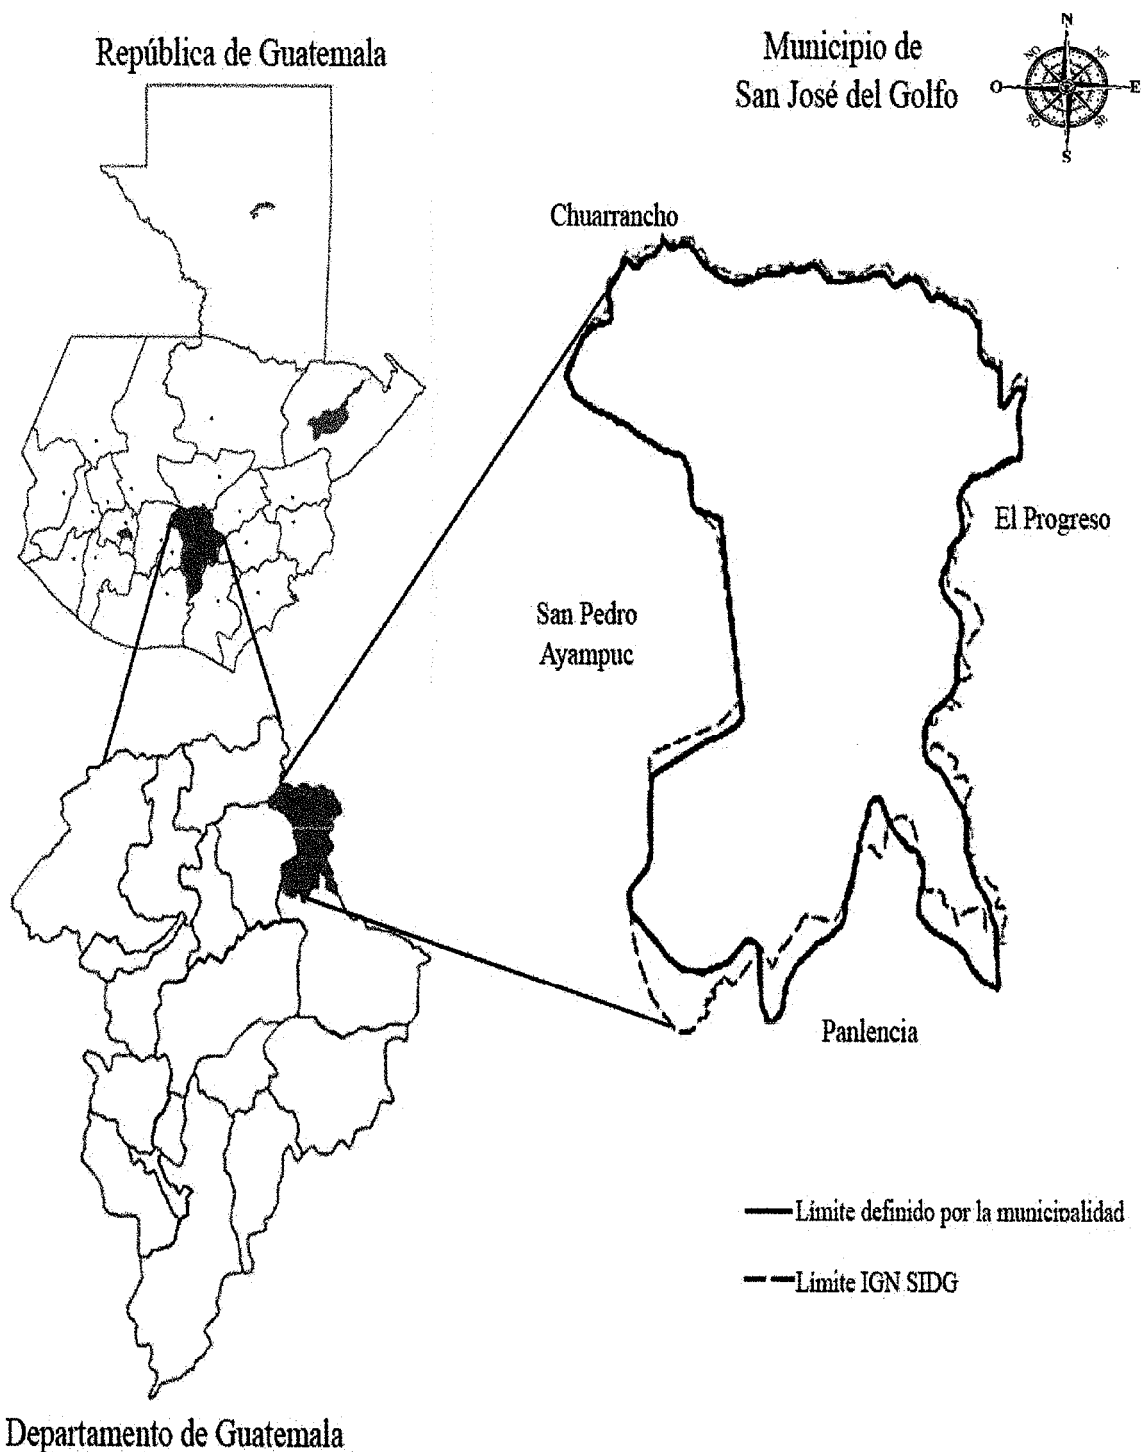 República de Guatemala
Municipio de
San José del Golfo
N
NO
NE
O
E
SO
SE
S
Chuarrancho
El Progreso
San Pedro
Ayampuc
Panlencia
Límite definido por la municipalidad
Límite IGN SIDG
Departamento de Guatemala